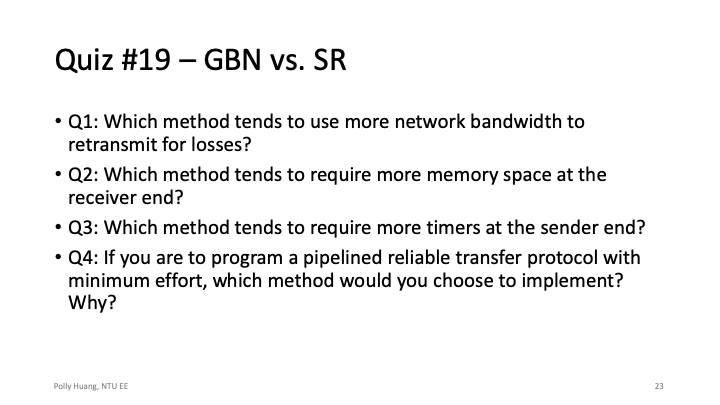 Quiz #19 – GBN vs. SR
• Q1: Which method tends to use more network bandwidth to
retransmit for losses?
• Q2: Which method tends to require more memory space at the
receiver end?
• Q3: Which method tends to require more timers at the sender end?
• Q4: If you are to program a pipelined reliable transfer protocol with
minimum effort, which method would you choose to implement?
Why?
Polly Huang, NTU EE
23